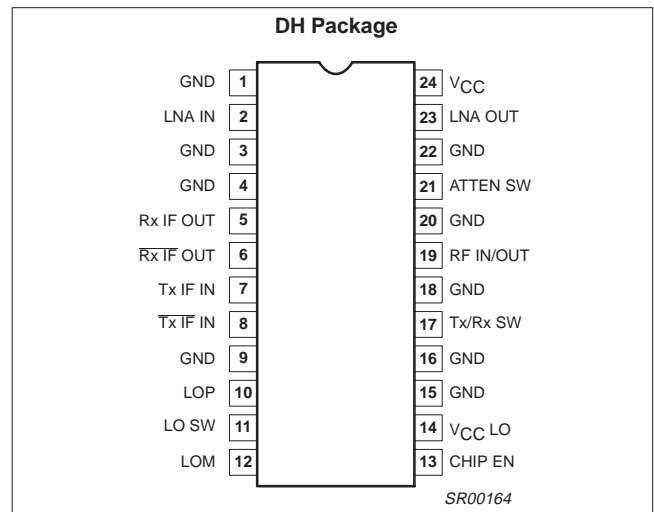 DH Package
GND 1
LNA IN 2
GND 3
GND 4
Rx IF OUT 5
Rx IF OUT 6
Tx IF IN 7
Tx IF IN 8
GND 9
LOP 10
LO SW 11
LOM 12
24 VCC
23 LNA OUT
22 GND
21 ATTEN SW
20 GND
19 RF IN/OUT
18 GND
17 Tx/Rx SW
16 GND
15 GND
14 VCC LO
13 CHIP EN
SR00164